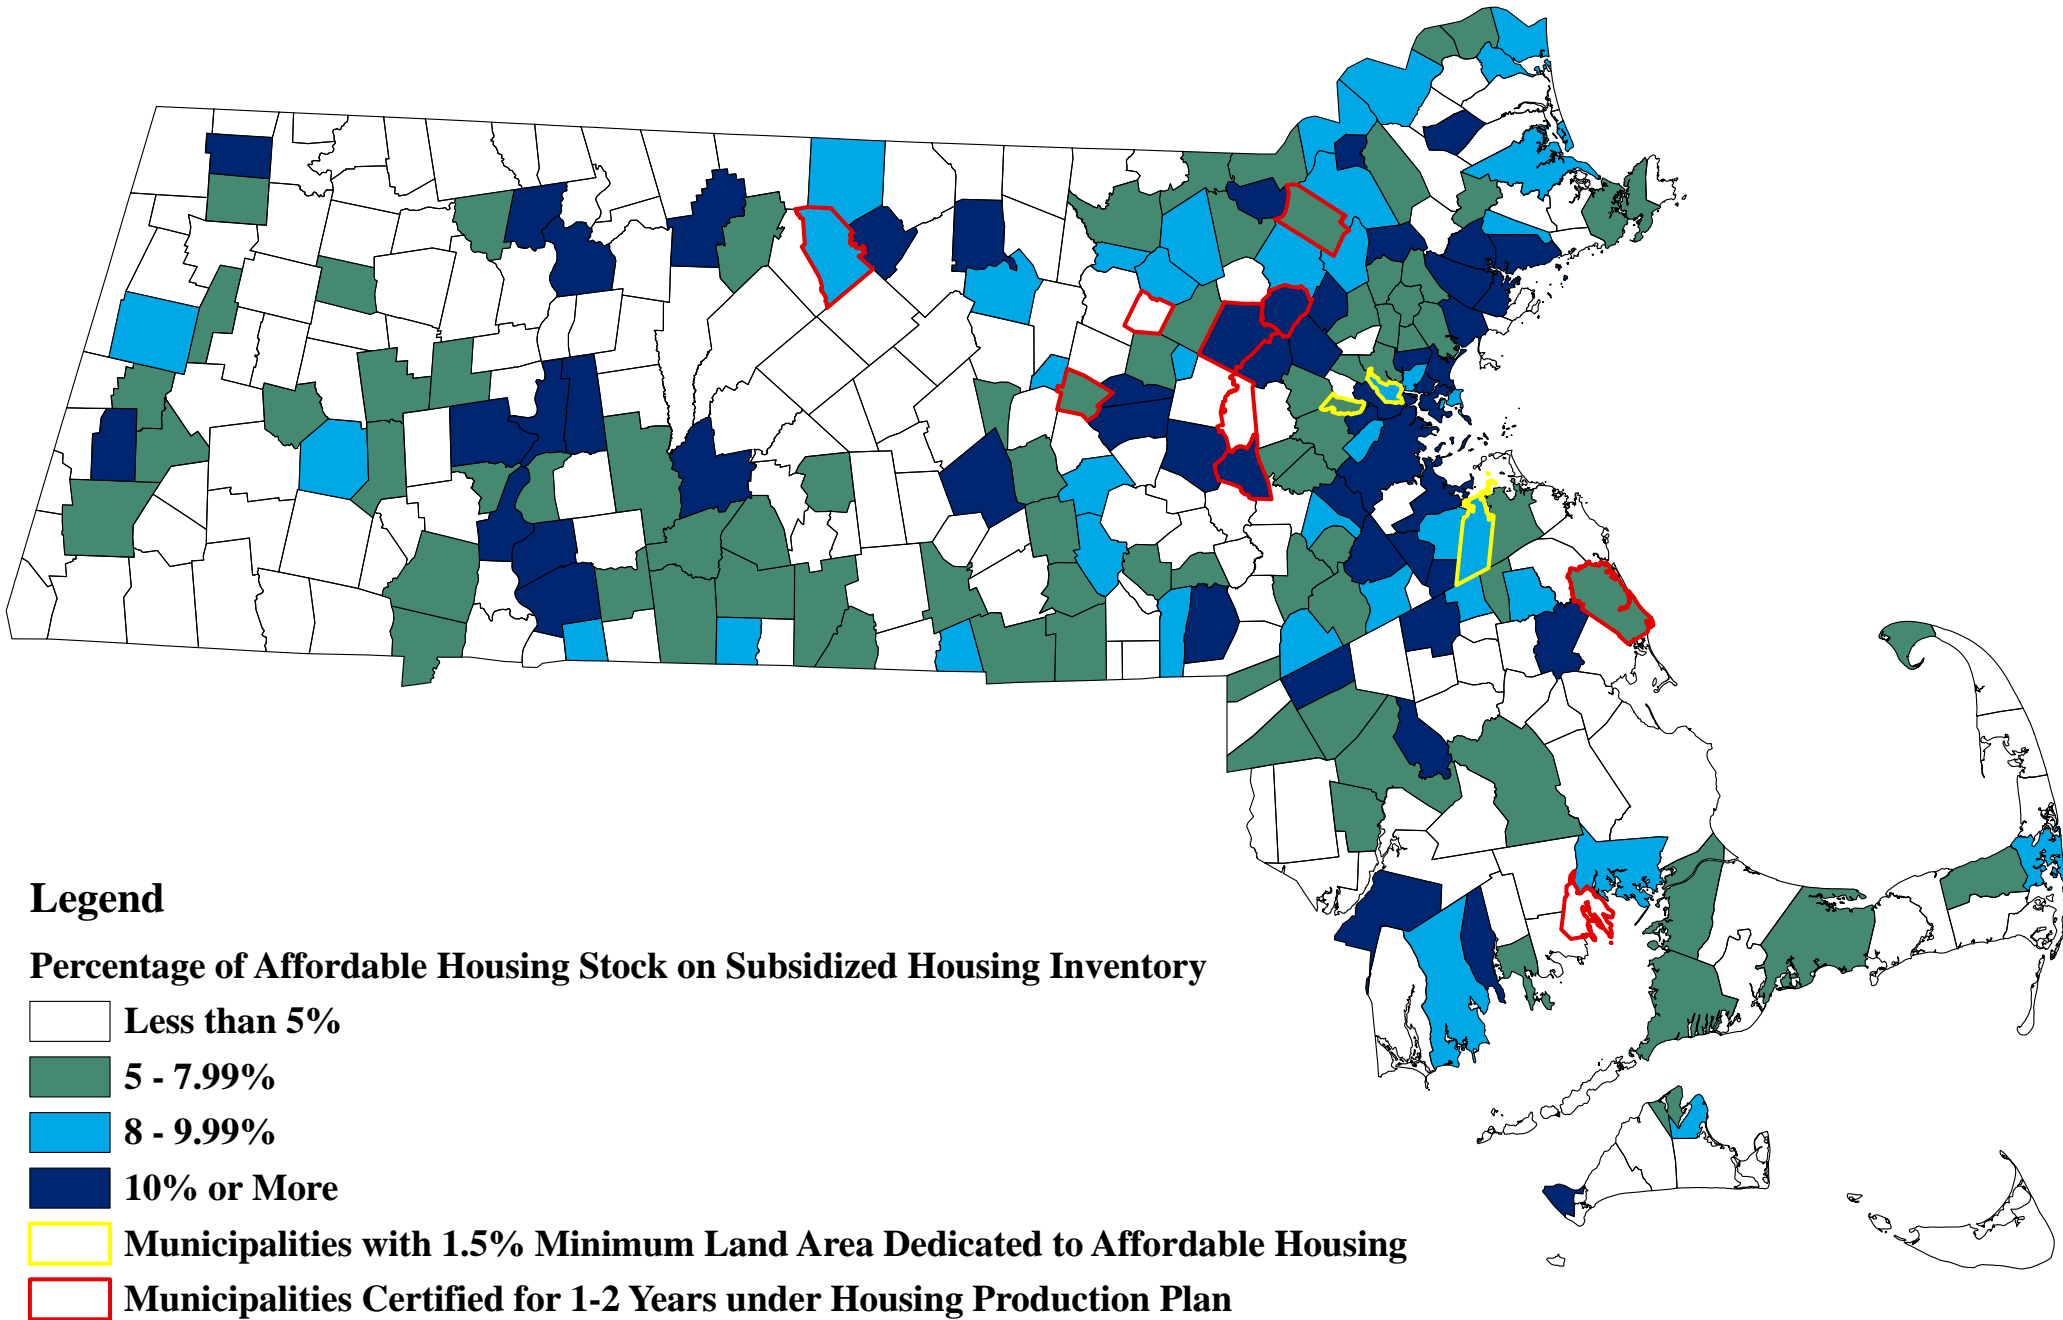 Legend
Percentage of Affordable Housing Stock on Subsidized Housing Inventory
Less than 5%
5 - 7.99%
8 - 9.99%
10% or More
Municipalities with 1.5% Minimum Land Area Dedicated to Affordable Housing
Municipalities Certified for 1-2 Years under Housing Production Plan